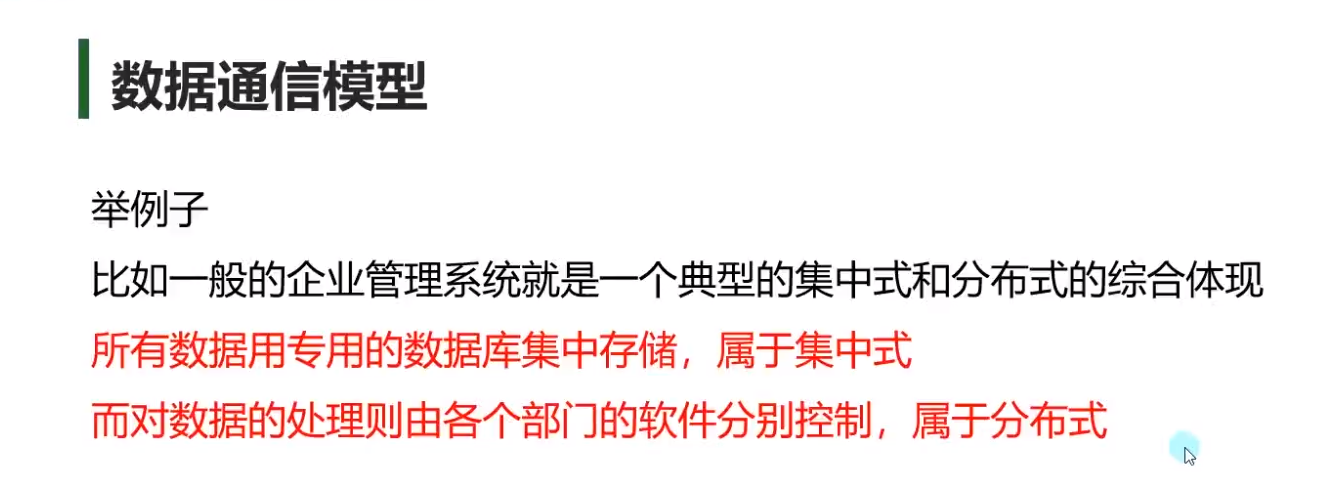 数据通信模型
举例子
比如一般的企业管理系统就是一个典型的集中式和分布式的综合体现
所有数据用专用的数据库集中存储，属于集中式
而对数据的处理则由各个部门的软件分别控制，属于分布式